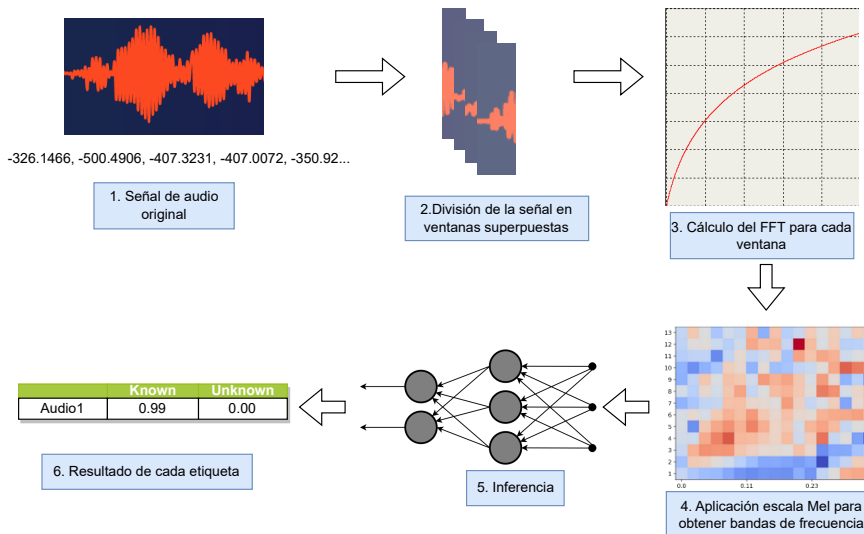 -326.1466, -500.4906, -407.3231, -407.0072, -350.92...
1. Señal de audio
original
2.División de la señal en
ventanas superpuestas
3. Cálculo del FFT para cada
ventana
13
12
11
10
9
8
7
6
5
4
3
2
1
0.0 0.11 0.23
4. Aplicación escala Mel para
obtener bandas de frecuencia
5. Inferencia
Known Unknown
Audio1 0.99 0.00
6. Resultado de cada etiqueta